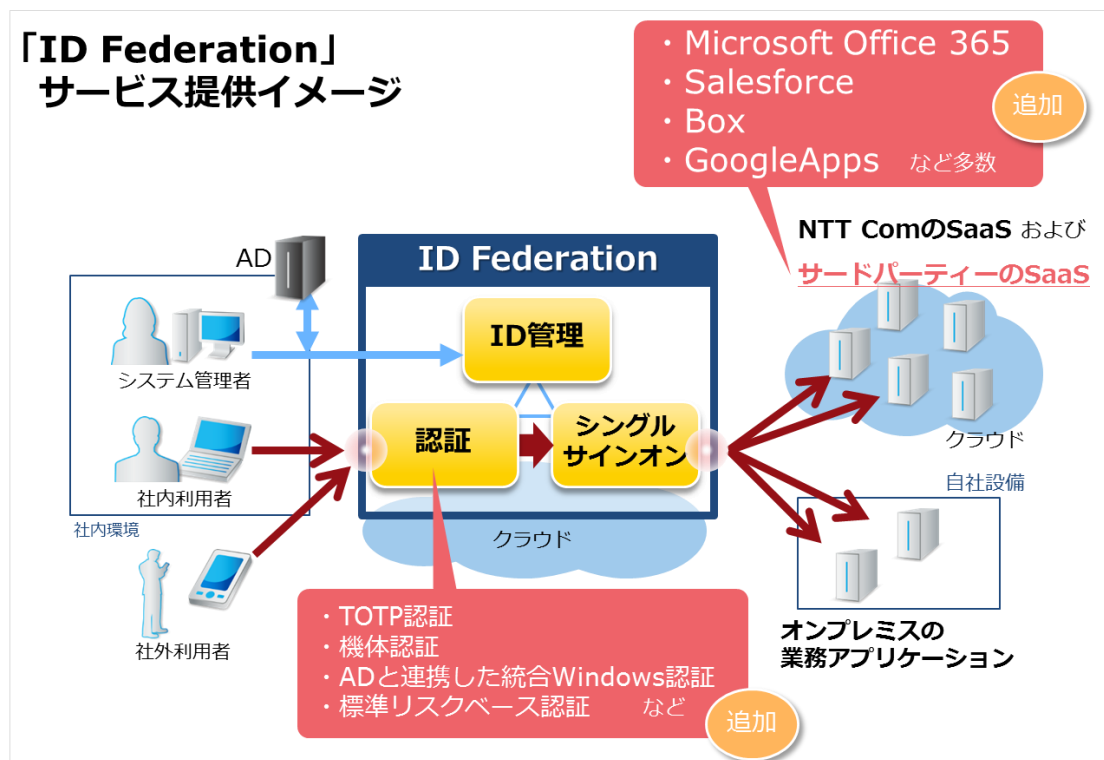 「ID Federation」
サービス提供イメージ
・Microsoft Office 365
・Salesforce
・Box
・GoogleApps など多数
追加
NTT ComのSaaS および
サードパーティーのSaaS
AD
ID Federation
ID管理
システム管理者
認証
シングル
サインオン
クラウド
社内利用者
自社設備
社内環境
クラウド
社外利用者
・TOTP認証
・機体認証
・ADと連携した統合Windows認証
・標準リスクベース認証 など
追加
オンプレミスの
業務アプリケーション